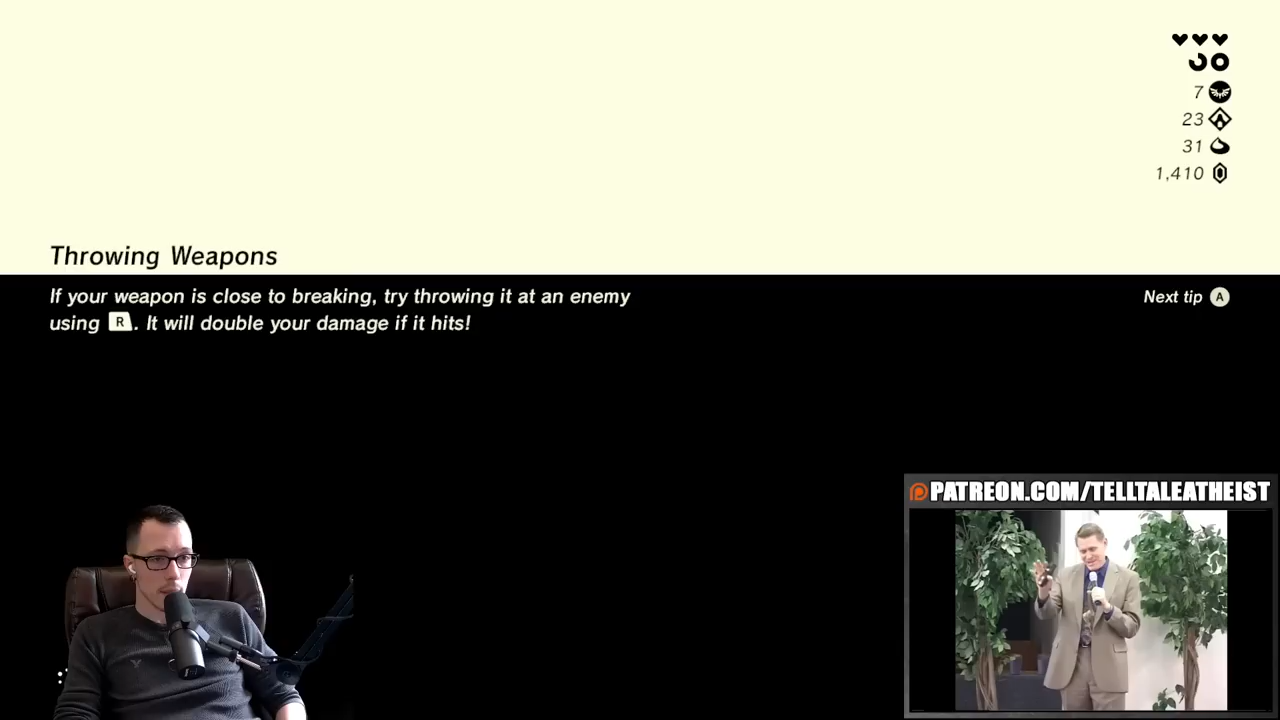 7
23
31
1,410
Throwing Weapons
If your weapon is close to breaking, try throwing it at an enemy
using R. It will double your damage if it hits!
Next tip A
PATREON.COM/TELLTALEATHEIST